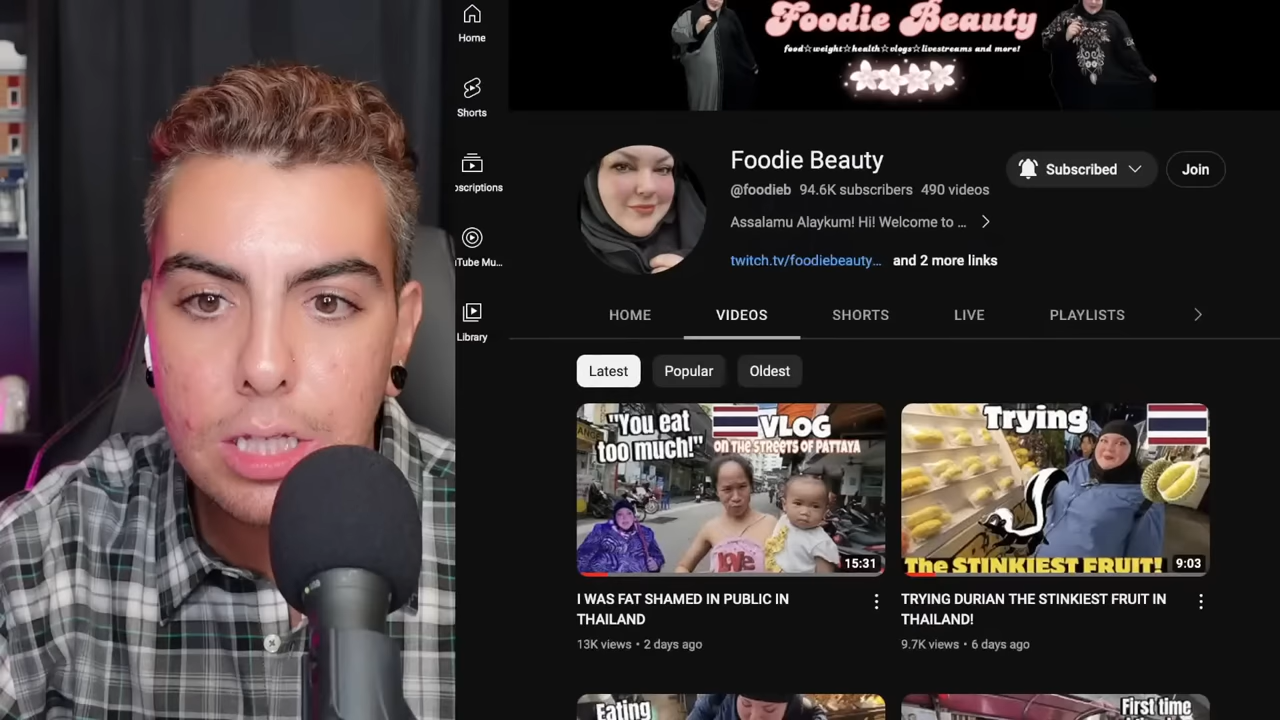 Home
Shorts
oscriptions
Tube Mu...
Library
Foodie Beauty
food☆weight☆health☆vlogs☆livestreams and more!
Foodie Beauty
@foodieb 94.6K subscribers 490 videos
Assalamu Alaykum! Hi! Welcome to ...
twitch.tv/foodiebeauty... and 2 more links
Subscribed
Join
HOME
VIDEOS
SHORTS
LIVE
PLAYLISTS
Latest
Popular
Oldest
"You eat
too much!"
VLOG
ON THE STREETS OF PATTAYA
love
15:31
I WAS FAT SHAMED IN PUBLIC IN
THAILAND
13K views • 2 days ago
Trying
The STINKIEST FRUIT!
9:03
TRYING DURIAN THE STINKIEST FRUIT IN
THAILAND!
9.7K views • 6 days ago
Eating
First time